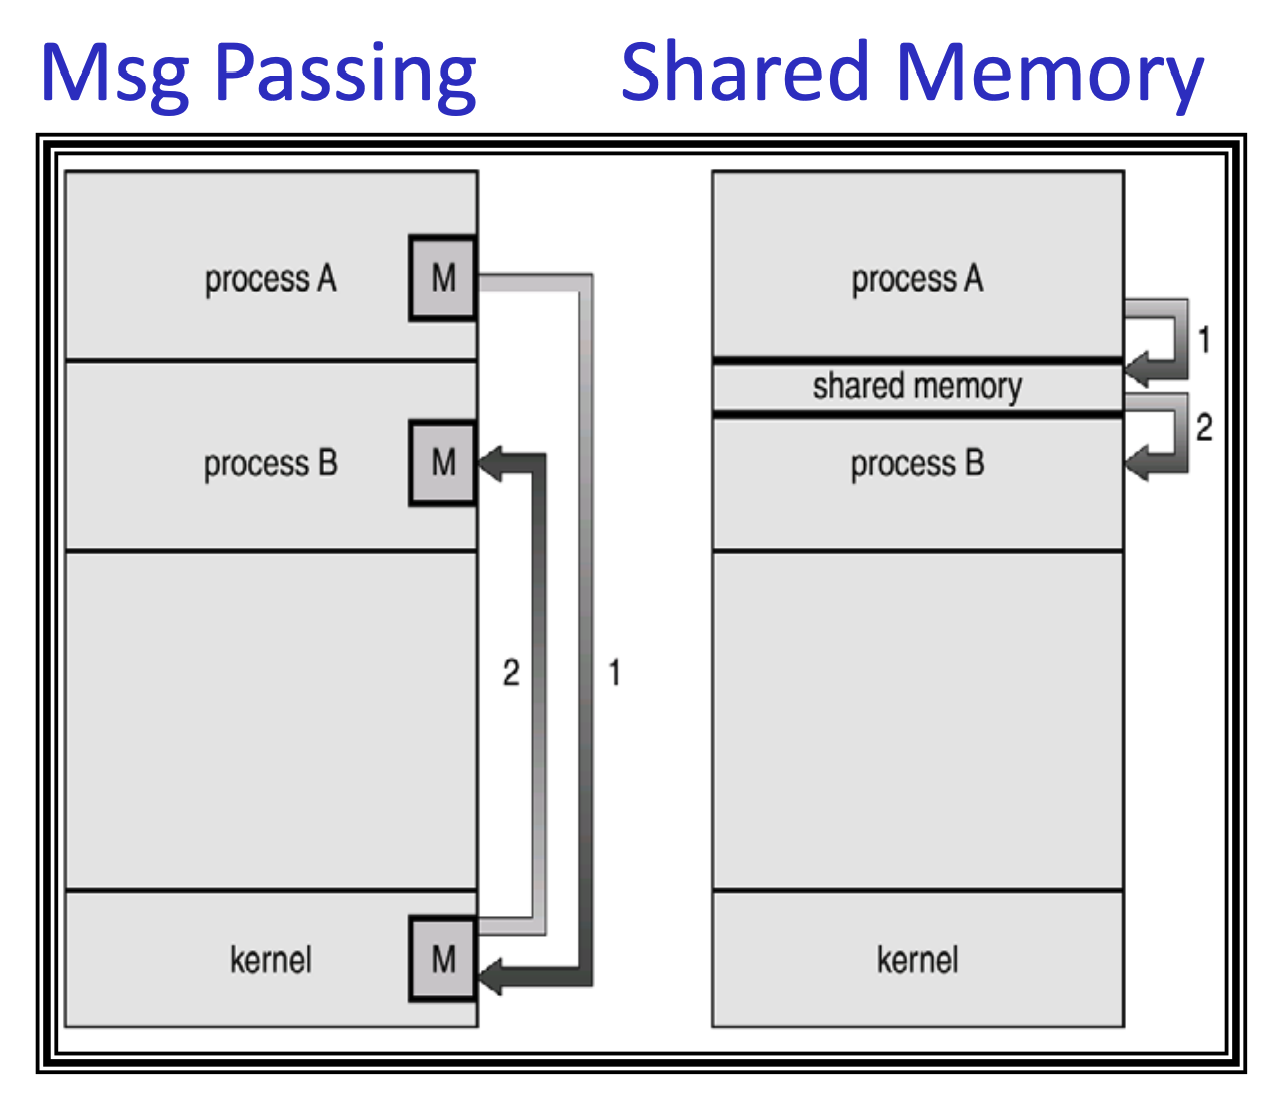 Msg Passing
Shared Memory
process A
M
process B
M
2
1
kernel
M
process A
1
shared memory
2
process B
kernel